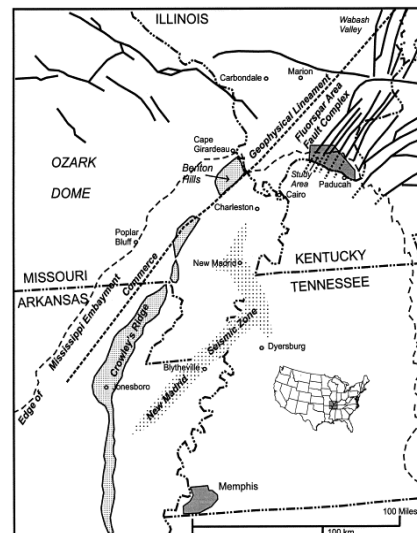 ILLINOIS
Wabash
Valley
Carbondale
Marion
Geophysical Lineament
Fluorspar Area
Fault Complex
Cape
Girardeau
OZARK
DOME
Benton
Hills
Study
Area
Paducah
Cairo
Charleston
Poplar
Bluff
New Madrid
MISSOURI
ARKANSAS
KENTUCKY
TENNESSEE
Commerce
Edge of Mississippi Embayment
Crowley's Ridge
New Madrid Seismic Zone
Dyersburg
Blytheville
Jonesboro
Memphis
100 Miles
100 km